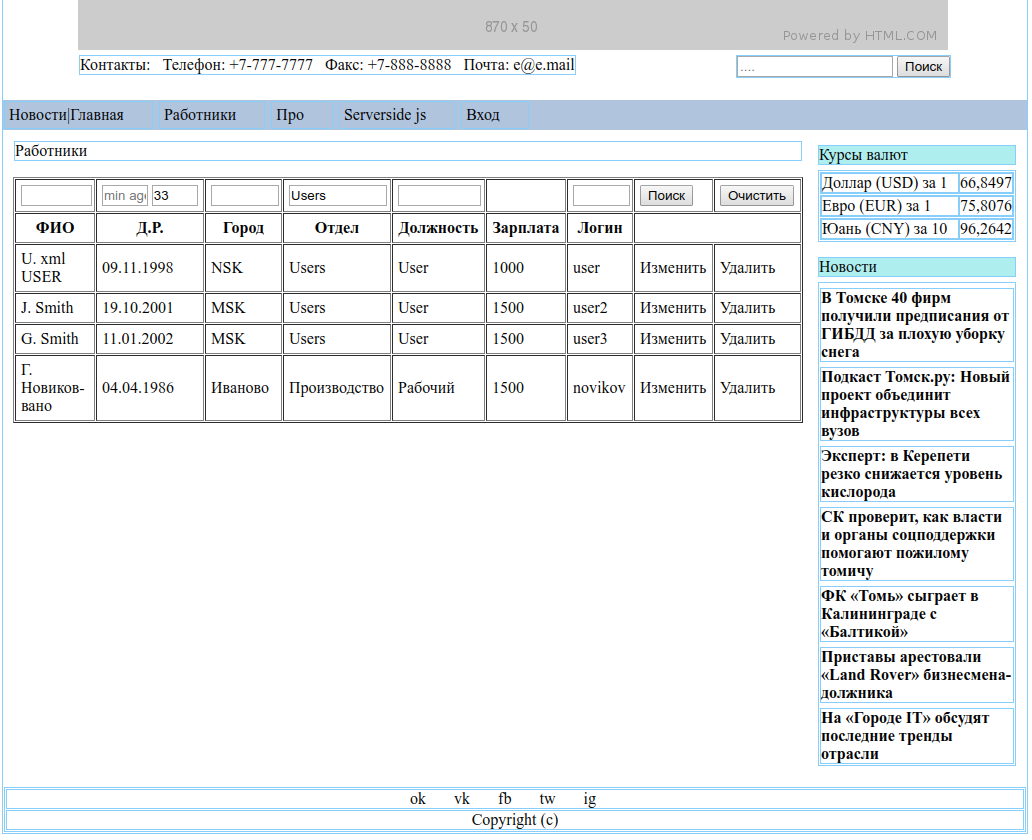 870 x 50
Powered by HTML.COM
Контакты: Телефон: +7-777-7777 Факс: +7-888-8888 Почта: e@e.mail
.... Поиск
Новости|Главная Работники Про Serverside js Вход
Работники
min age 33 Users Поиск Очистить
ФИО Д.Р. Город Отдел Должность Зарплата Логин
U. xml
USER 09.11.1998 NSK Users User 1000 user Изменить Удалить
J. Smith 19.10.2001 MSK Users User 1500 user2 Изменить Удалить
G. Smith 11.01.2002 MSK Users User 1500 user3 Изменить Удалить
Г.
Новиков-
вано 04.04.1986 Иваново Производство Рабочий 1500 novikov Изменить Удалить
Курсы валют
Доллар (USD) за 1 66,8497
Евро (EUR) за 1 75,8076
Юань (CNY) за 10 96,2642
Новости
В Томске 40 фирм
получили предписания от
ГИБДД за плохую уборку
снега
Подкаст Томск.ру: Новый
проект объединит
инфраструктуры всех
вузов
Эксперт: в Керепети
резко снижается уровень
кислорода
СК проверит, как власти
и органы соцподдержки
помогают пожилому
томичу
ФК «Томь» сыграет в
Калининграде с
«Балтикой»
Приставы арестовали
«Land Rover» бизнесмена-
должника
На «Городе IT» обсудят
последние тренды
отрасли
ok vk fb tw ig
Copyright (c)